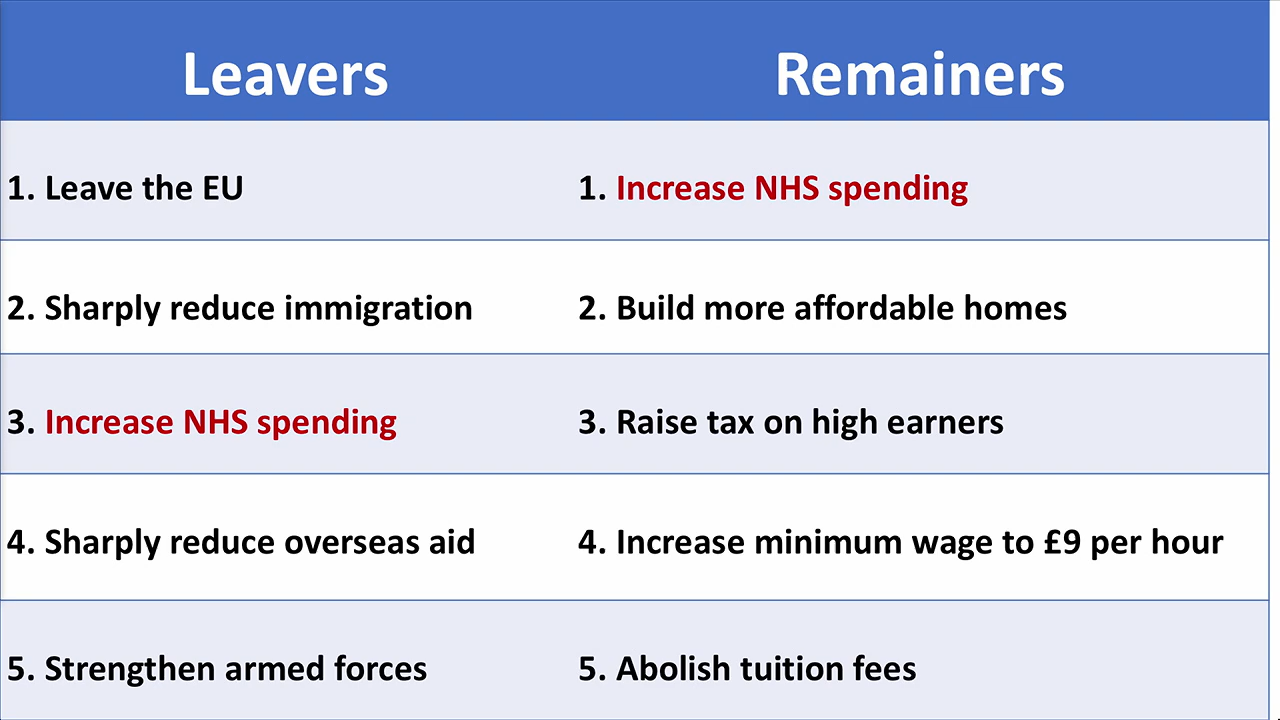 Leavers Remainers
1. Leave the EU 1. Increase NHS spending
2. Sharply reduce immigration 2. Build more affordable homes
3. Increase NHS spending 3. Raise tax on high earners
4. Sharply reduce overseas aid 4. Increase minimum wage to £9 per hour
5. Strengthen armed forces 5. Abolish tuition fees